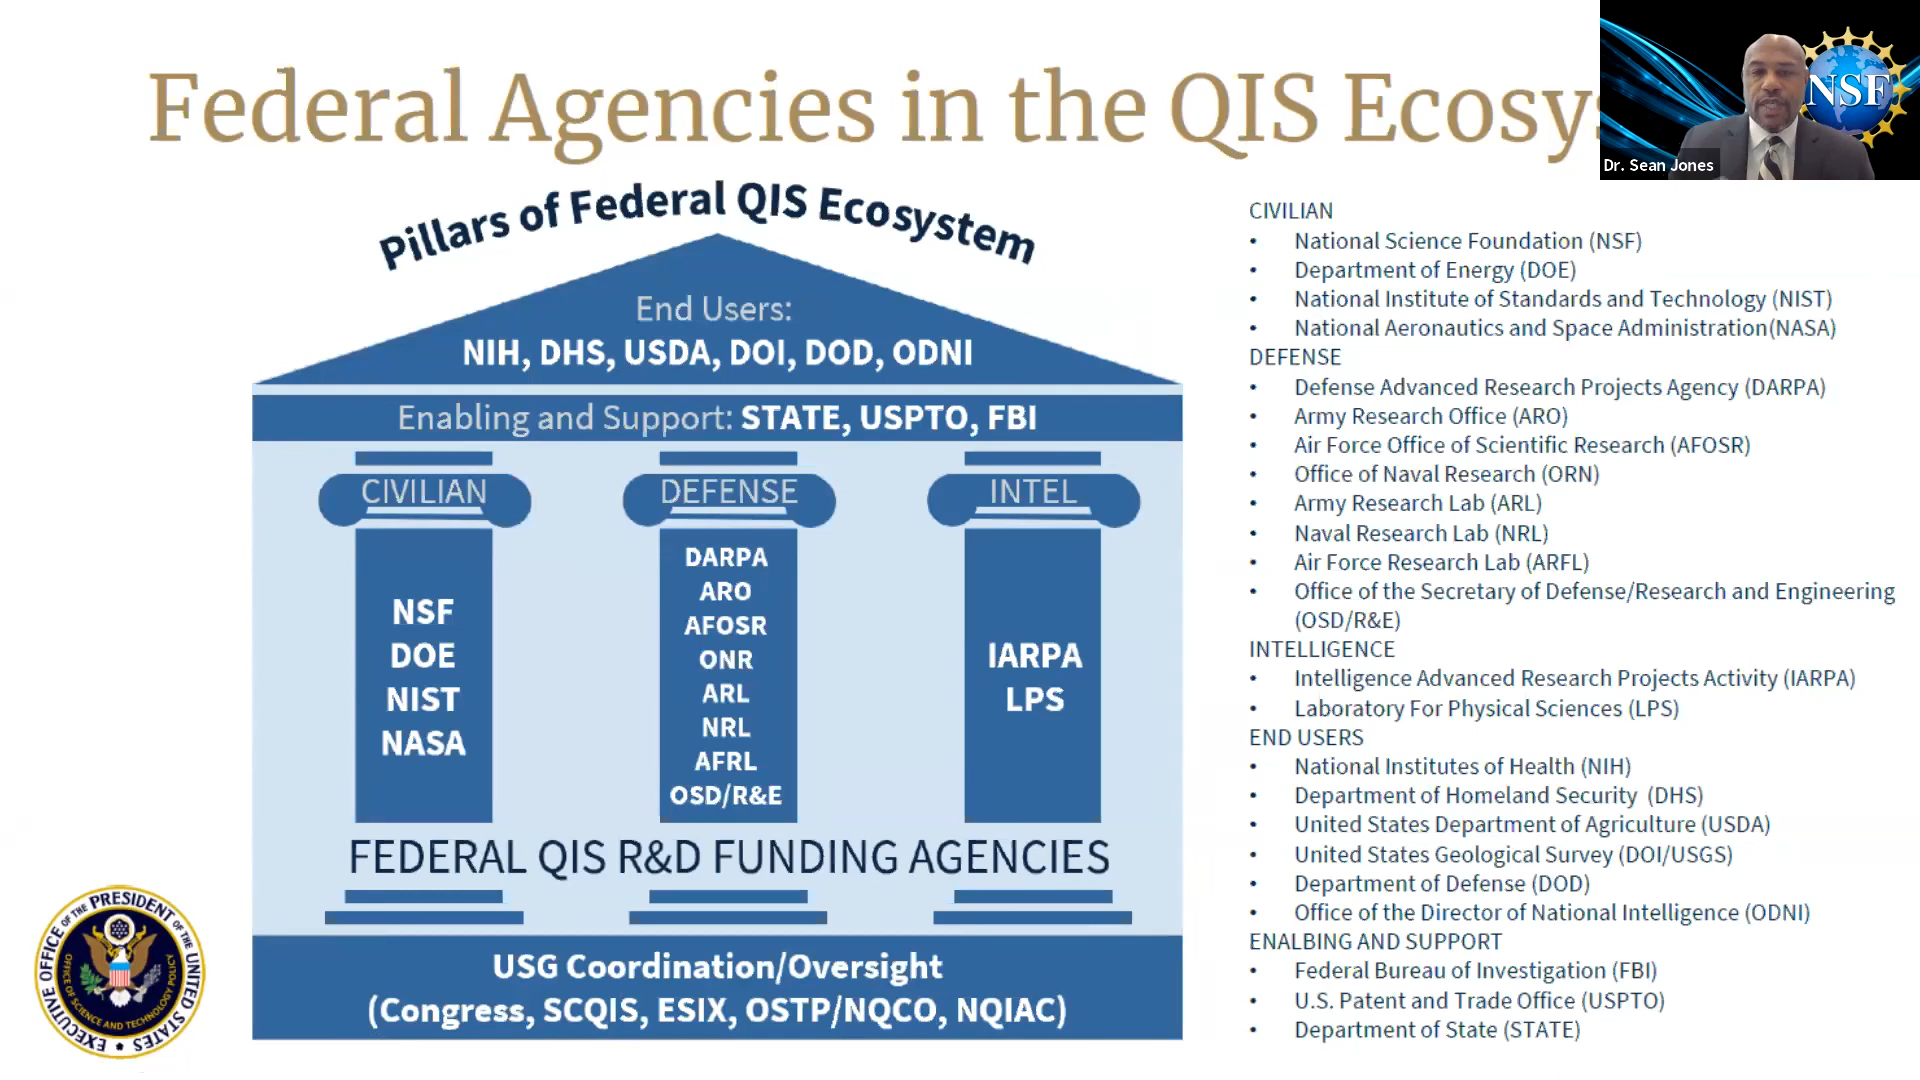 Federal Agencies in the QIS Ecosys
NSF
Dr. Sean Jones
Pillars of Federal QIS Ecosystem
End Users:
NIH, DHS, USDA, DOI, DOD, ODNI
Enabling and Support: STATE, USPTO, FBI
CIVILIAN
NSF
DOE
NIST
NASA
DEFENSE
DARPA
ARO
AFOSR
ONR
ARL
NRL
AFRL
OSD/R&E
INTEL
IARPA
LPS
FEDERAL QIS R&D FUNDING AGENCIES
USG Coordination/Oversight
(Congress, SCQIS, ESIX, OSTP/NQCO, NQIAC)
CIVILIAN
• National Science Foundation (NSF)
• Department of Energy (DOE)
• National Institute of Standards and Technology (NIST)
• National Aeronautics and Space Administration(NASA)
DEFENSE
• Defense Advanced Research Projects Agency (DARPA)
• Army Research Office (ARO)
• Air Force Office of Scientific Research (AFOSR)
• Office of Naval Research (ORN)
• Army Research Lab (ARL)
• Naval Research Lab (NRL)
• Air Force Research Lab (ARFL)
• Office of the Secretary of Defense/Research and Engineering
(OSD/R&E)
INTELLIGENCE
• Intelligence Advanced Research Projects Activity (IARPA)
• Laboratory For Physical Sciences (LPS)
END USERS
• National Institutes of Health (NIH)
• Department of Homeland Security (DHS)
• United States Department of Agriculture (USDA)
• United States Geological Survey (DOI/USGS)
• Department of Defense (DOD)
• Office of the Director of National Intelligence (ODNI)
ENALBING AND SUPPORT
• Federal Bureau of Investigation (FBI)
• U.S. Patent and Trade Office (USPTO)
• Department of State (STATE)
EXECUTIVE OFFICE OF THE PRESIDENT OF THE UNITED STATES
OFFICE OF SCIENCE AND TECHNOLOGY POLICY